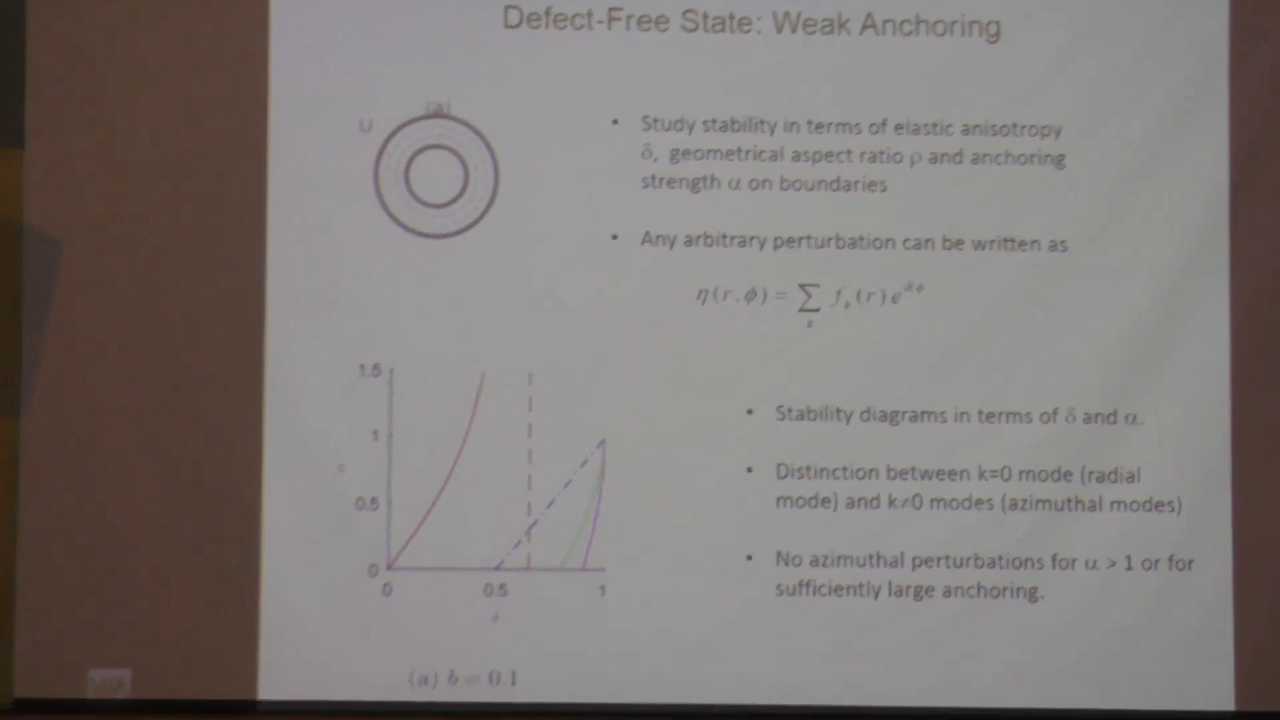 Defect-Free State: Weak Anchoring
(a)
U
• Study stability in terms of elastic anisotropy
δ, geometrical aspect ratio ρ and anchoring
strength α on boundaries
• Any arbitrary perturbation can be written as
η(r,φ) = ∑ f_k(r) e^{ikφ}
k
1.5
1
0.5
0
0 0.5 1
• Stability diagrams in terms of δ and α.
• Distinction between k=0 mode (radial
mode) and k≠0 modes (azimuthal modes)
• No azimuthal perturbations for α > 1 or for
sufficiently large anchoring.
(a) b = 0.1